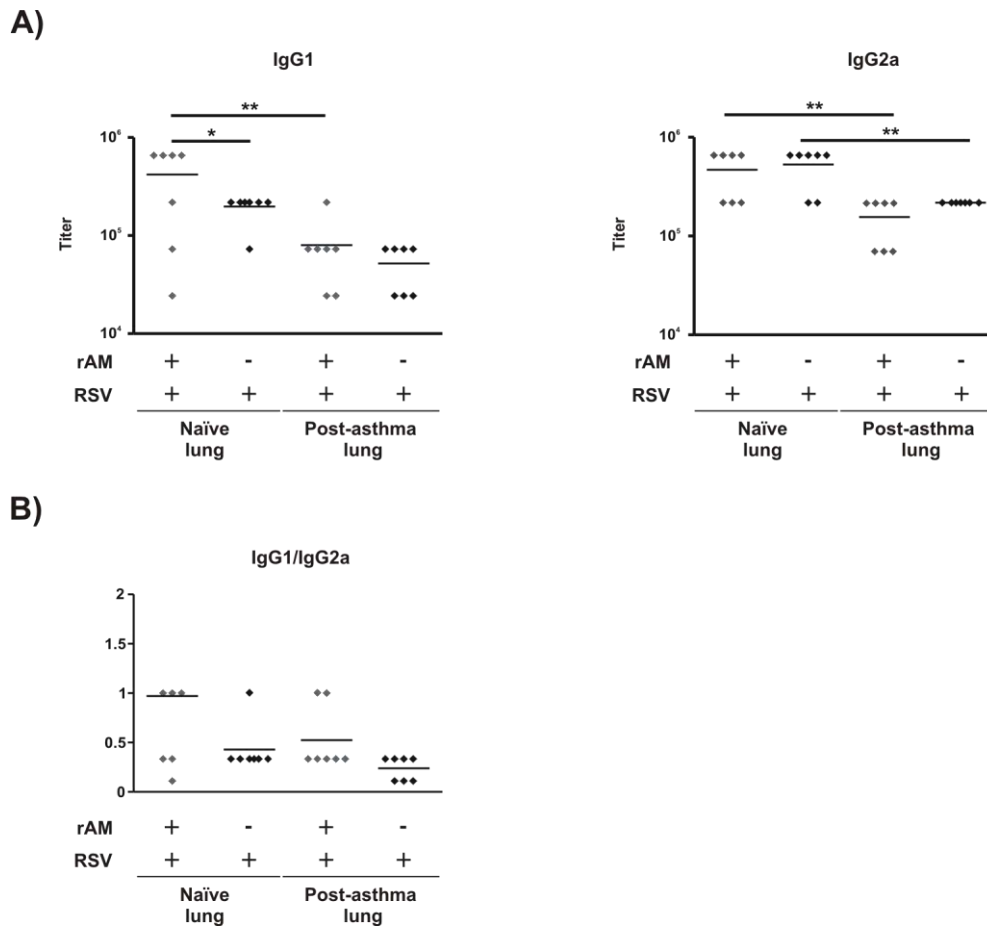 A)
IgG1
** 
*
10⁶
10⁵
10⁴
Titer
rAM + - + -
RSV + + + +
Naïve lung Post-asthma lung
IgG2a
**
**
10⁶
10⁵
10⁴
Titer
rAM + - + -
RSV + + + +
Naïve lung Post-asthma lung
B)
IgG1/IgG2a
2
1.5
1
0.5
0
rAM + - + -
RSV + + + +
Naïve lung Post-asthma lung